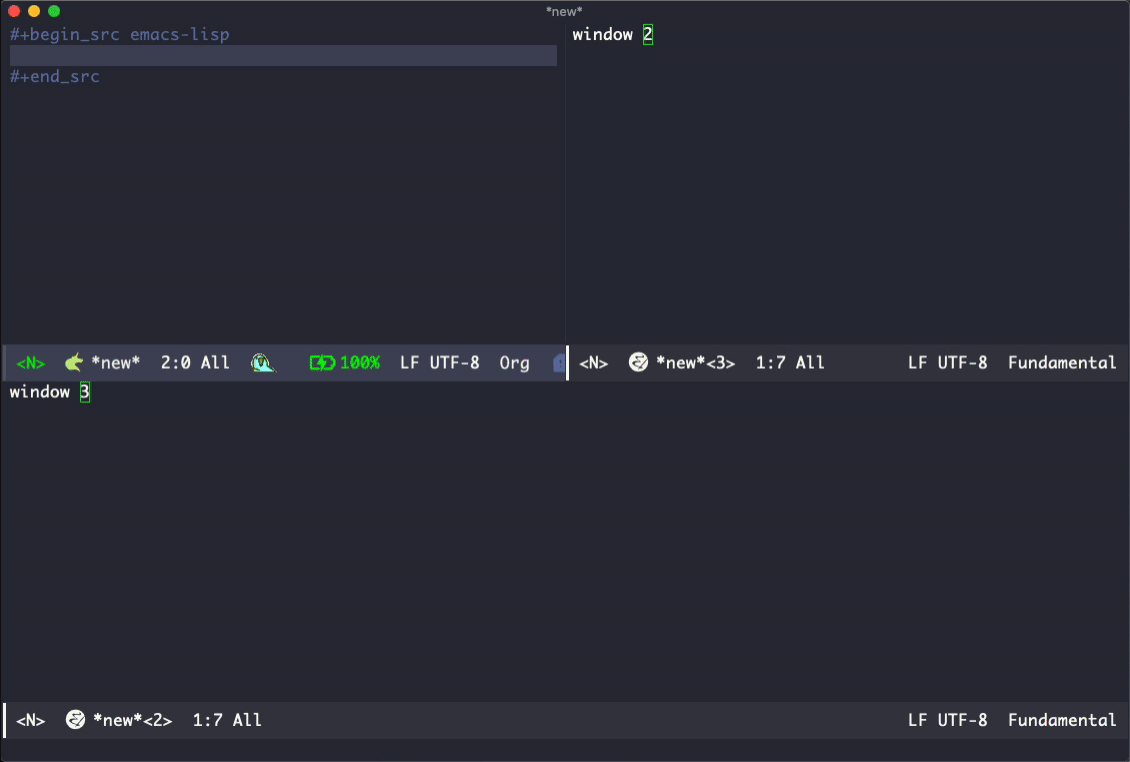 *new*
#+begin_src emacs-lisp
#+end_src
window 2
<N> *new* 2:0 All 100% LF UTF-8 Org
<N> *new*<3> 1:7 All LF UTF-8 Fundamental
window 3
<N> *new*<2> 1:7 All LF UTF-8 Fundamental